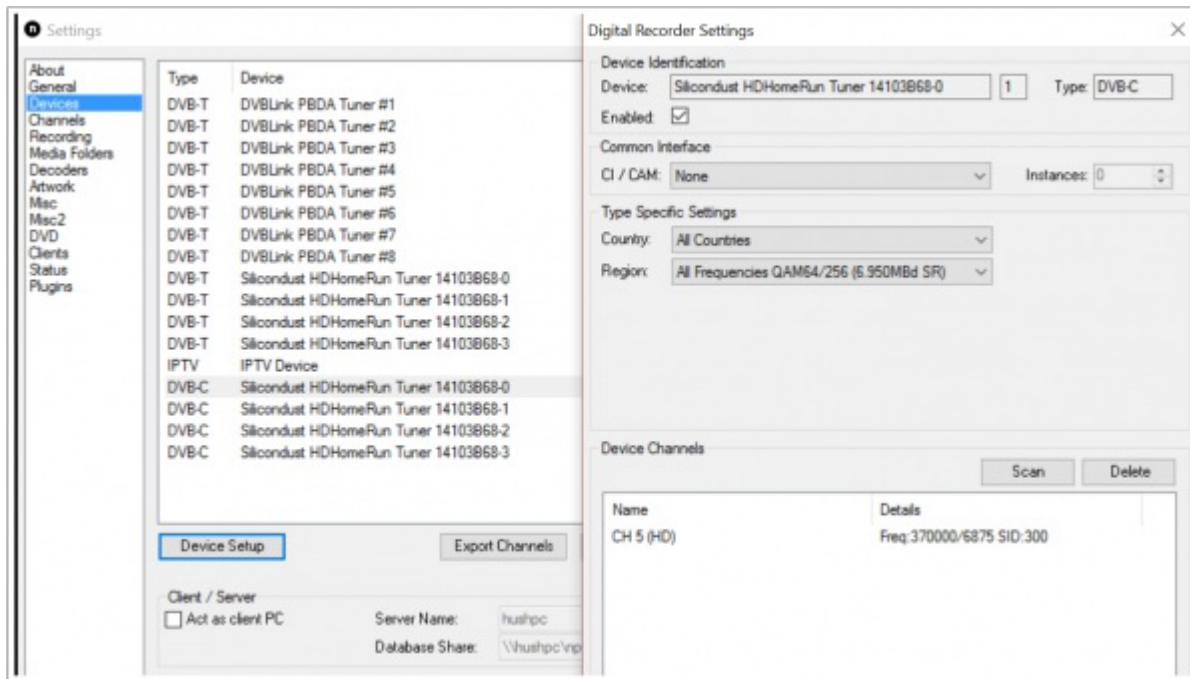 n Settings
About
General
Devices
Channels
Recording
Media Folders
Decoders
Artwork
Misc
Misc2
DVD
Clients
Status
Plugins
Type Device
DVB-T DVBLink PBDA Tuner #1
DVB-T DVBLink PBDA Tuner #2
DVB-T DVBLink PBDA Tuner #3
DVB-T DVBLink PBDA Tuner #4
DVB-T DVBLink PBDA Tuner #5
DVB-T DVBLink PBDA Tuner #6
DVB-T DVBLink PBDA Tuner #7
DVB-T DVBLink PBDA Tuner #8
DVB-T Silicondust HDHomeRun Tuner 14103B68-0
DVB-T Silicondust HDHomeRun Tuner 14103B68-1
DVB-T Silicondust HDHomeRun Tuner 14103B68-2
DVB-T Silicondust HDHomeRun Tuner 14103B68-3
IPTV IPTV Device
DVB-C Silicondust HDHomeRun Tuner 14103B68-0
DVB-C Silicondust HDHomeRun Tuner 14103B68-1
DVB-C Silicondust HDHomeRun Tuner 14103B68-2
DVB-C Silicondust HDHomeRun Tuner 14103B68-3
Device Setup Export Channels
Client / Server
Act as client PC Server Name: hushpc
Database Share: \\hushpc\np
Digital Recorder Settings
Device Identification
Device: Silicondust HDHomeRun Tuner 14103B68-0 1 Type: DVB-C
Enabled:
Common Interface
CI / CAM: None Instances: 0
Type Specific Settings
Country: All Countries
Region: All Frequencies QAM64/256 (6.950MBd SR)
Device Channels
Scan Delete
Name Details
CH 5 (HD) Freq:370000/6875 SID:300